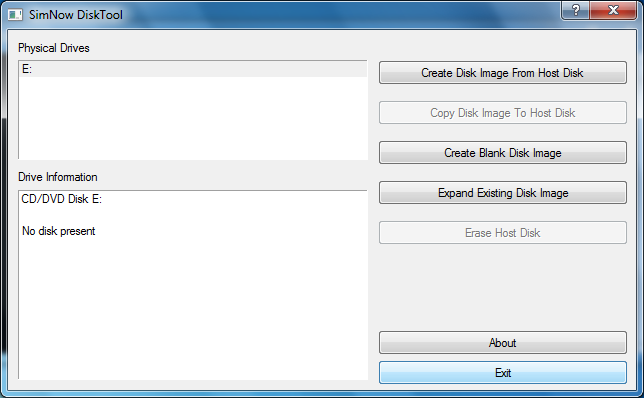 SimNow DiskTool
Physical Drives
E:
Create Disk Image From Host Disk
Copy Disk Image To Host Disk
Create Blank Disk Image
Drive Information
CD/DVD Disk E:
No disk present
Expand Existing Disk Image
Erase Host Disk
About
Exit